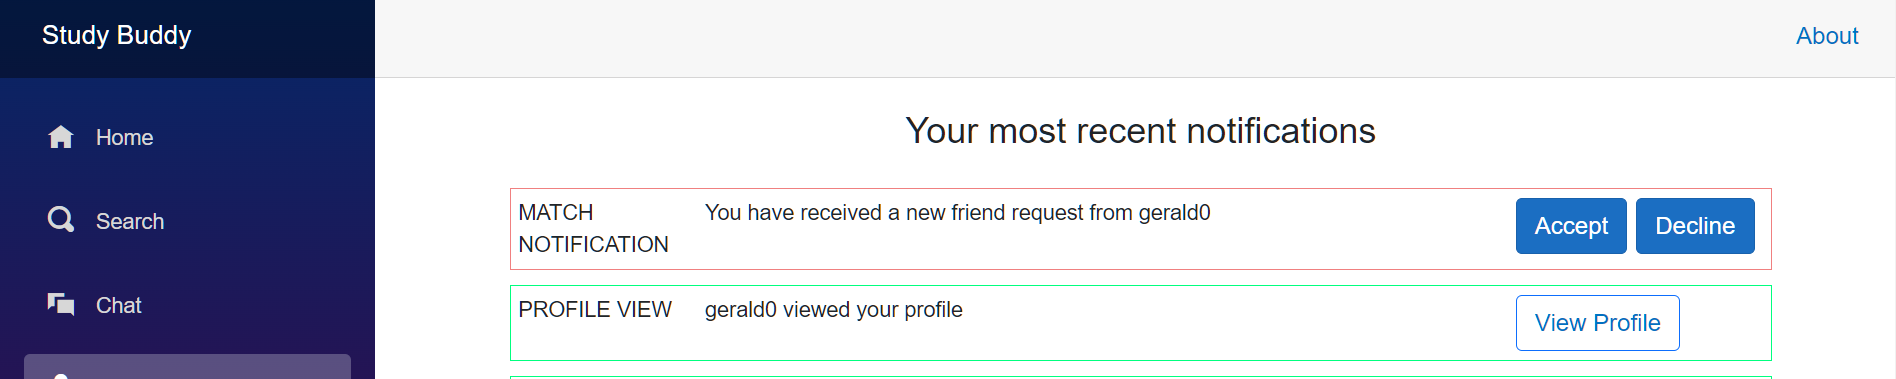 Study Buddy
About
Home
Search
Chat
Your most recent notifications
MATCH
NOTIFICATION
You have received a new friend request from gerald0
Accept
Decline
PROFILE VIEW
gerald0 viewed your profile
View Profile